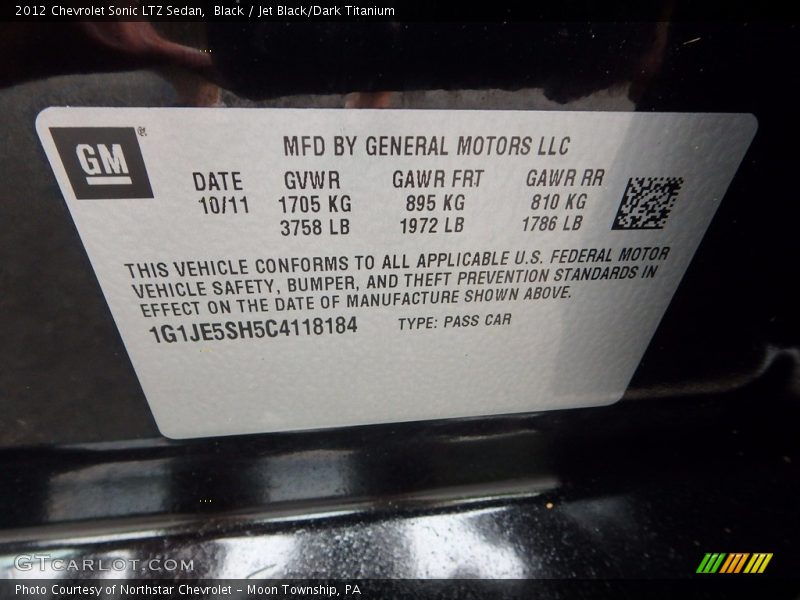 2012 Chevrolet Sonic LTZ Sedan,  Black / Jet Black/Dark Titanium
GM ®
MFD BY GENERAL MOTORS LLC
DATE GVWR GAWR FRT GAWR RR
10/11 1705 KG 895 KG 810 KG
3758 LB 1972 LB 1786 LB
THIS VEHICLE CONFORMS TO ALL APPLICABLE U.S. FEDERAL MOTOR
VEHICLE SAFETY, BUMPER, AND THEFT PREVENTION STANDARDS IN
EFFECT ON THE DATE OF MANUFACTURE SHOWN ABOVE.
1G1JE5SH5C4118184 TYPE: PASS CAR
GTCARLOT.COM
Photo Courtesy of Northstar Chevrolet - Moon Township, PA